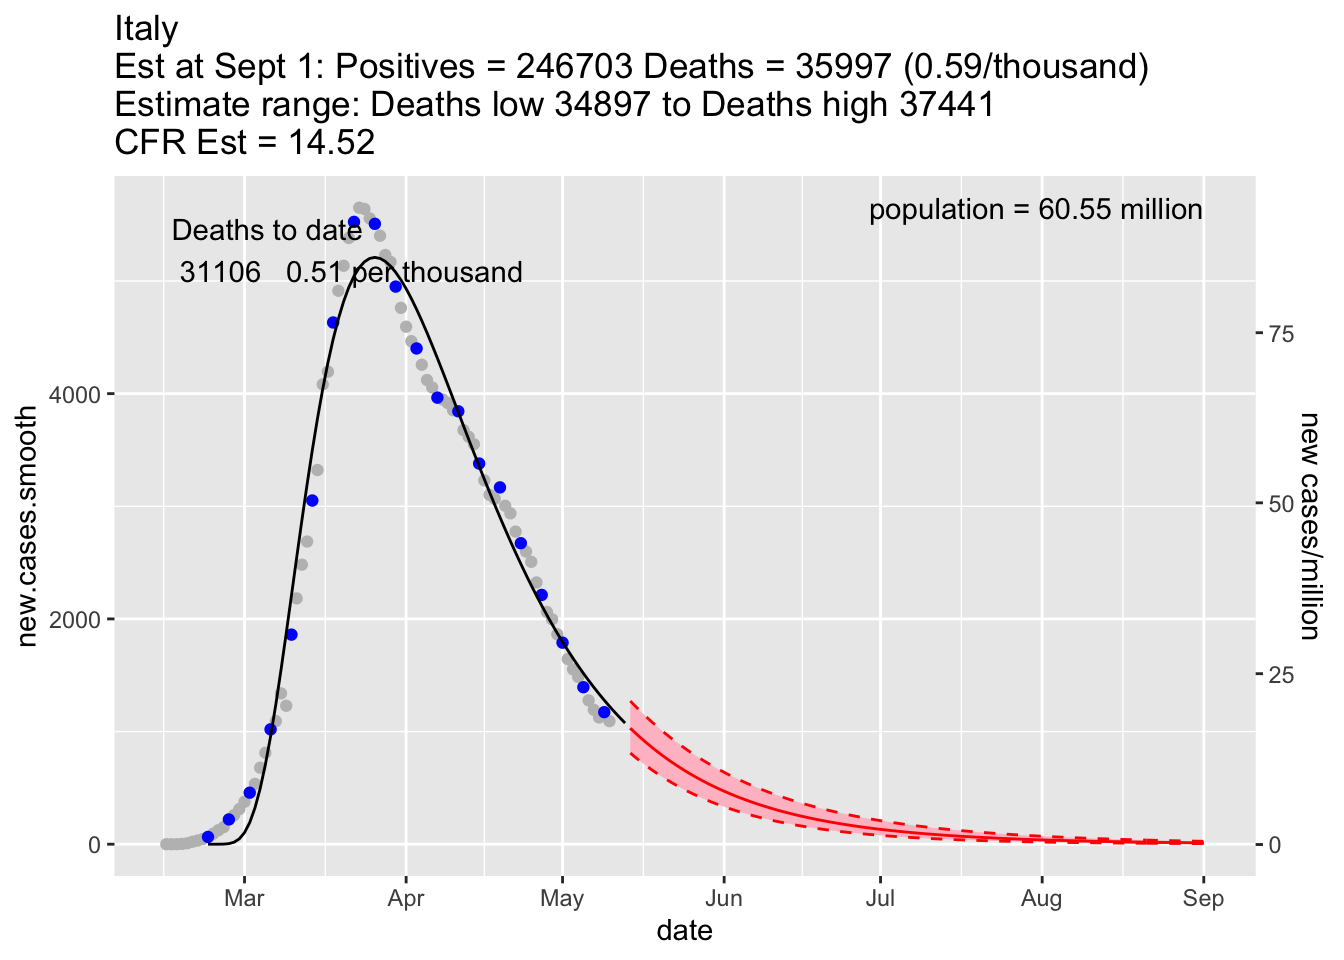 Italy
Est at Sept 1: Positives = 246703 Deaths = 35997 (0.59/thousand)
Estimate range: Deaths low 34897 to Deaths high 37441
CFR Est = 14.52
population = 60.55 million
Deaths to date
31106 0.51 per thousand
new.cases.smooth
4000
2000
0
75
50
25
0
new cases/million
Mar Apr May Jun Jul Aug Sep
date